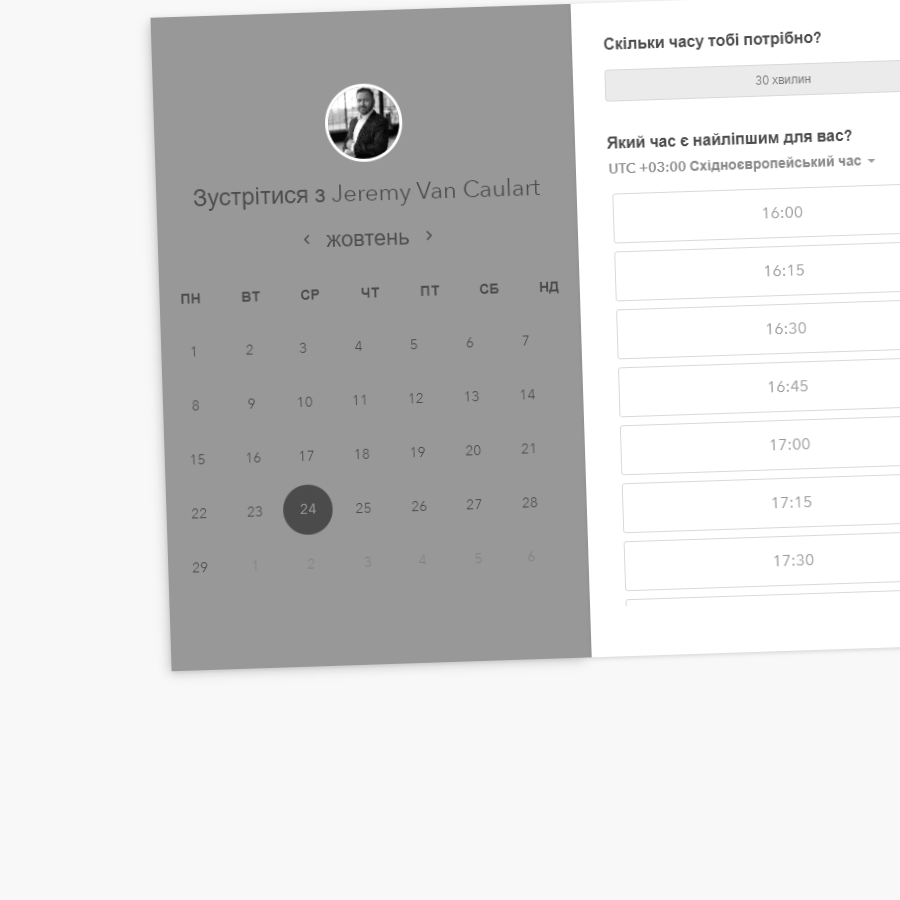 Зустрітися з Jeremy Van Caulart
жовтень
ПН ВТ СР ЧТ ПТ СБ НД
1 2 3 4 5 6 7
8 9 10 11 12 13 14
15 16 17 18 19 20 21
22 23 24 25 26 27 28
29 1 2 3 4 5 6
Скільки часу тобі потрібно?
30 хвилин
Який час є найліпшим для вас?
UTC +03:00 Східноєвропейський час
16:00
16:15
16:30
16:45
17:00
17:15
17:30